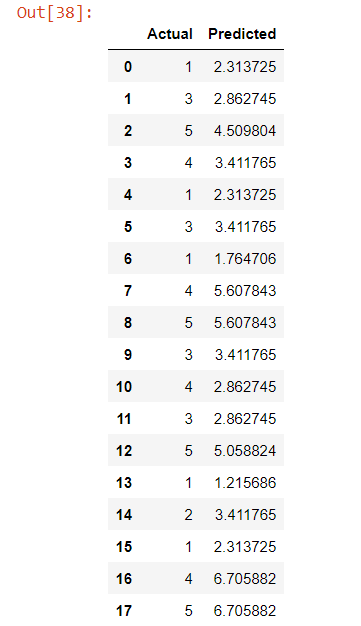 Out[38]:
Actual Predicted
0 1 2.313725
1 3 2.862745
2 5 4.509804
3 4 3.411765
4 1 2.313725
5 3 3.411765
6 1 1.764706
7 4 5.607843
8 5 5.607843
9 3 3.411765
10 4 2.862745
11 3 2.862745
12 5 5.058824
13 1 1.215686
14 2 3.411765
15 1 2.313725
16 4 6.705882
17 5 6.705882